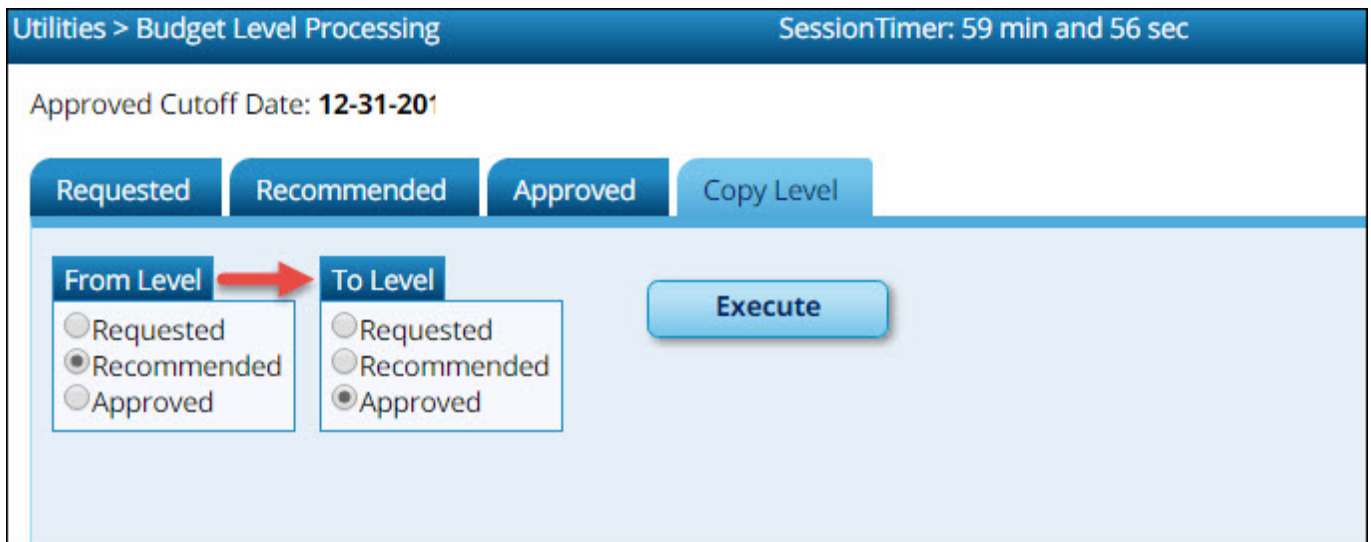 Utilities > Budget Level Processing SessionTimer: 59 min and 56 sec
Approved Cutoff Date: 12-31-201
Requested Recommended Approved Copy Level
From Level To Level
Execute
Requested Requested
Recommended Recommended
Approved Approved